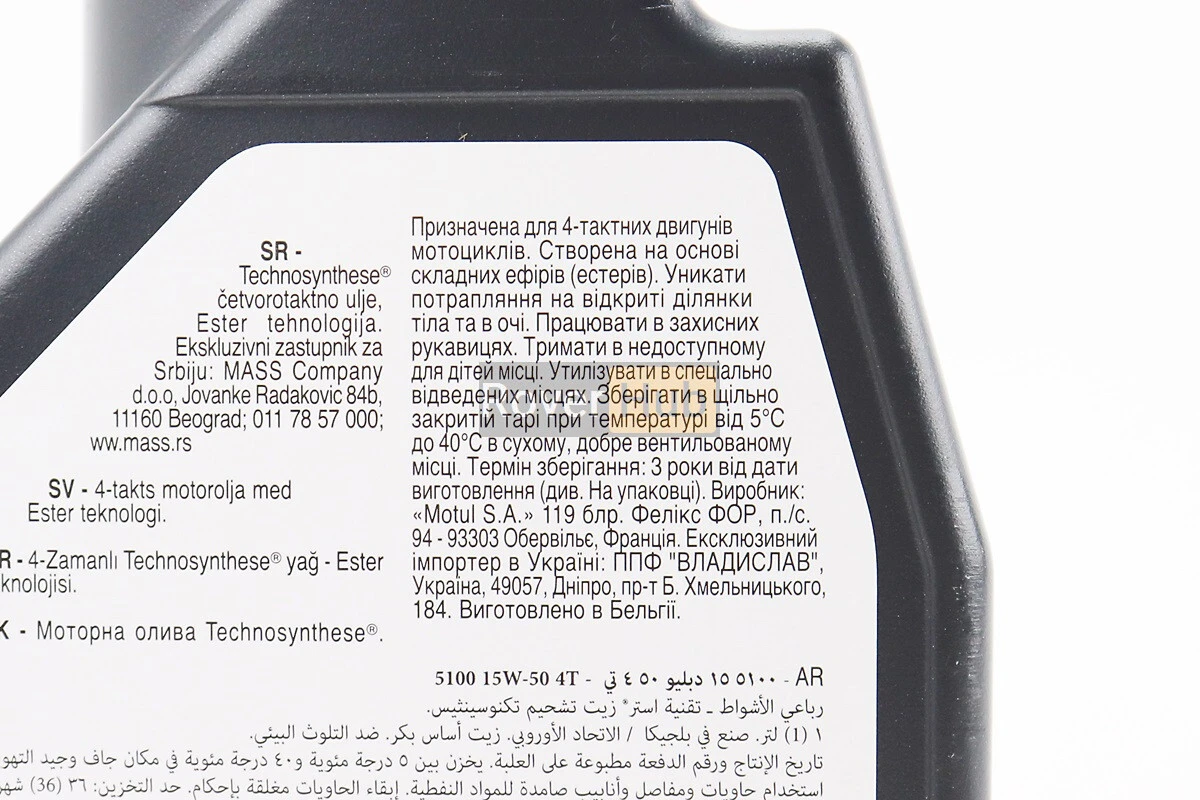 SR -
Technosynthese®
četvorotaktno ulje,
Ester tehnologija.
Ekskluzivni zastupnik za
Srbiju: MASS Company
d.o.o, Jovanke Radakovic 84b,
11160 Beograd; 011 78 57 000;
ww.mass.rs
SV - 4-takts motorolja med
Ester teknologi.
R - 4-Zamanlı Technosynthese® yağ - Ester
knolojisi.
K - Моторна олива Technosynthese®.
Призначена для 4-тактних двигунів
мотоциклів. Створена на основі
складних ефірів (естерів). Уникати
потрапляння на відкриті ділянки
тіла та в очі. Працювати в захисних
рукавицях. Тримати в недоступному
для дітей місці. Утилізувати в спеціально
відведених місцях. Зберігати в щільно
закритій тарі при температурі від 5°C
до 40°C в сухому, добре вентильованому
місці. Термін зберігання: 3 роки від дати
виготовлення (див. На упаковці). Виробник:
«Motul S.A.» 119 блр. Фелікс ФОР, п./с.
94 - 93303 Обервільє, Франція. Ексклюзивний
імпортер в Україні: ППФ "ВЛАДИСЛАВ",
Україна, 49057, Дніпро, пр-т Б. Хмельницького,
184. Виготовлено в Бельгії.
RoverHub
AR - ٥١٠٠ ١٥ دبليو ٥٠ ٤ تي - 5100 15W-50 4T
رباعي الأشواط ـ تقنية استر® زيت تشحيم تكنوسينثيس.
١ (1) لتر. صنع في بلجيكا / الاتحاد الأوروبي. زيت أساس بكر. ضد التلوث البيئي.
تاريخ الإنتاج ورقم الدفعة مطبوعة على العلبة. يخزن بين ٥ درجة مئوية و٤٠ درجة مئوية في مكان جاف وجيد التهو
استخدام حاويات ومفاصل وأنابيب صامدة للمواد النفطية. إبقاء الحاويات مغلقة بإحكام. حد التخزين: ٣٦ (36) شهر